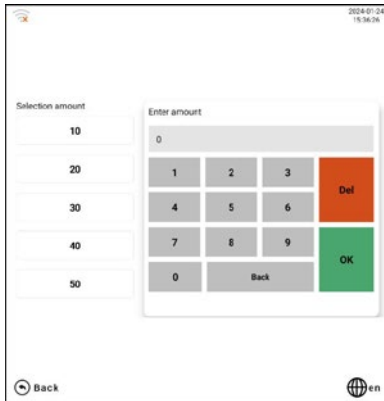 2024-01-24
15:36:26
Selection amount
10
20
30
40
50
Enter amount
0
1 2 3 Del
4 5 6
7 8 9 OK
0 Back
Back
en